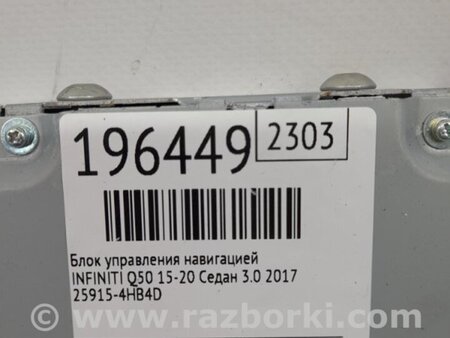 196449 2303
Блок управления навигацией
INFINITI Q50 15-20 Седан 3.0 2017
25915-4HB4D
© www.razborki.com